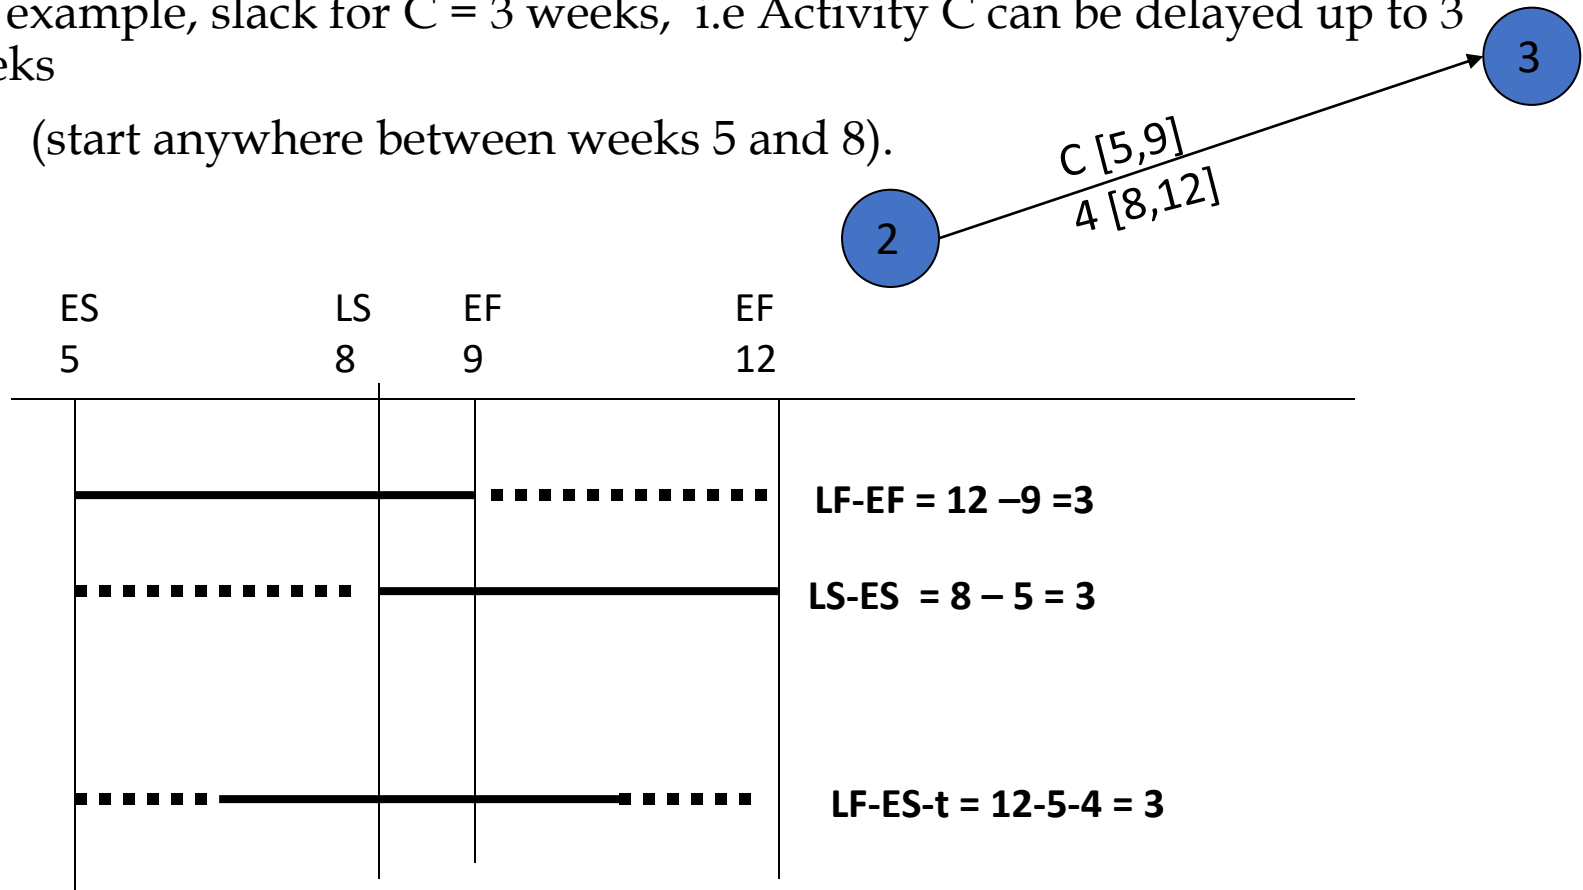 example, slack for C = 3 weeks, i.e Activity C can be delayed up to 3
eks
(start anywhere between weeks 5 and 8).
3
C [5,9]
4 [8,12]
2
ES LS EF EF
5 8 9 12
LF-EF = 12 –9 =3
LS-ES = 8 – 5 = 3
LF-ES-t = 12-5-4 = 3